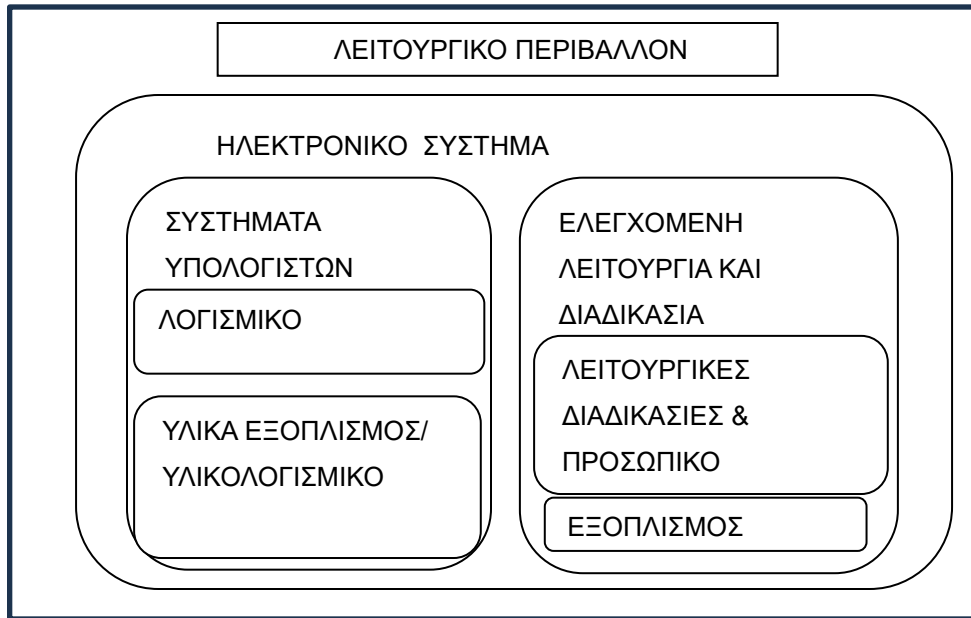 ΛΕΙΤΟΥΡΓΙΚΟ ΠΕΡΙΒΑΛΛΟΝ
ΗΛΕΚΤΡΟΝΙΚΟ ΣΥΣΤΗΜΑ
ΣΥΣΤΗΜΑΤΑ
ΥΠΟΛΟΓΙΣΤΩΝ
ΛΟΓΙΣΜΙΚΟ
ΥΛΙΚΑ ΕΞΟΠΛΙΣΜΟΣ/
ΥΛΙΚΟΛΟΓΙΣΜΙΚΟ
ΕΛΕΓΧΟΜΕΝΗ
ΛΕΙΤΟΥΡΓΙΑ ΚΑΙ
ΔΙΑΔΙΚΑΣΙΑ
ΛΕΙΤΟΥΡΓΙΚΕΣ
ΔΙΑΔΙΚΑΣΙΕΣ &
ΠΡΟΣΩΠΙΚΟ
ΕΞΟΠΛΙΣΜΟΣ